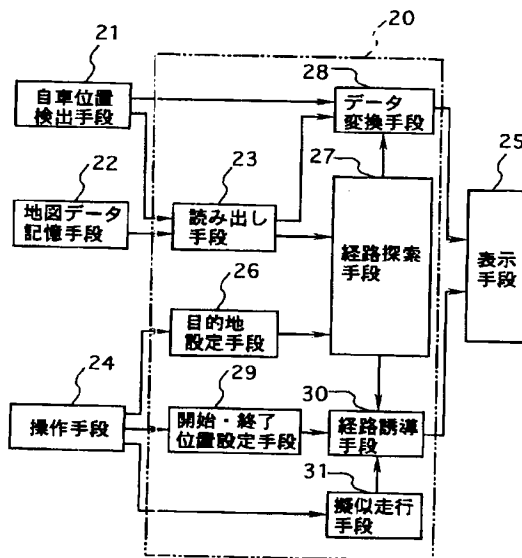 20
21
自車位置
検出手段
28
データ
変換手段
25
表示
手段
22
地図データ
記憶手段
23
読み出し
手段
27
経路探索
手段
26
目的地
設定手段
24
操作手段
29
開始・終了
位置設定手段
30
経路誘導
手段
31
擬似走行
手段